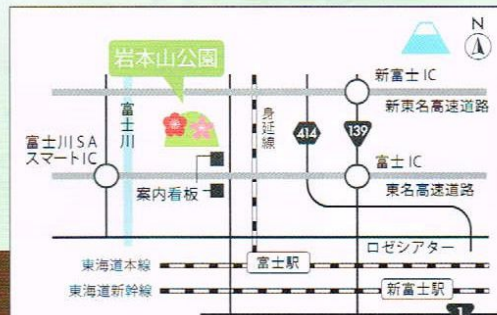 N
岩本山公園
新富士IC
新東名高速道路
富士川
身延線
414
139
富士川SA
スマートIC
富士IC
東名高速道路
案内看板
ロゼシアター
東海道本線
富士駅
東海道新幹線
新富士駅
1